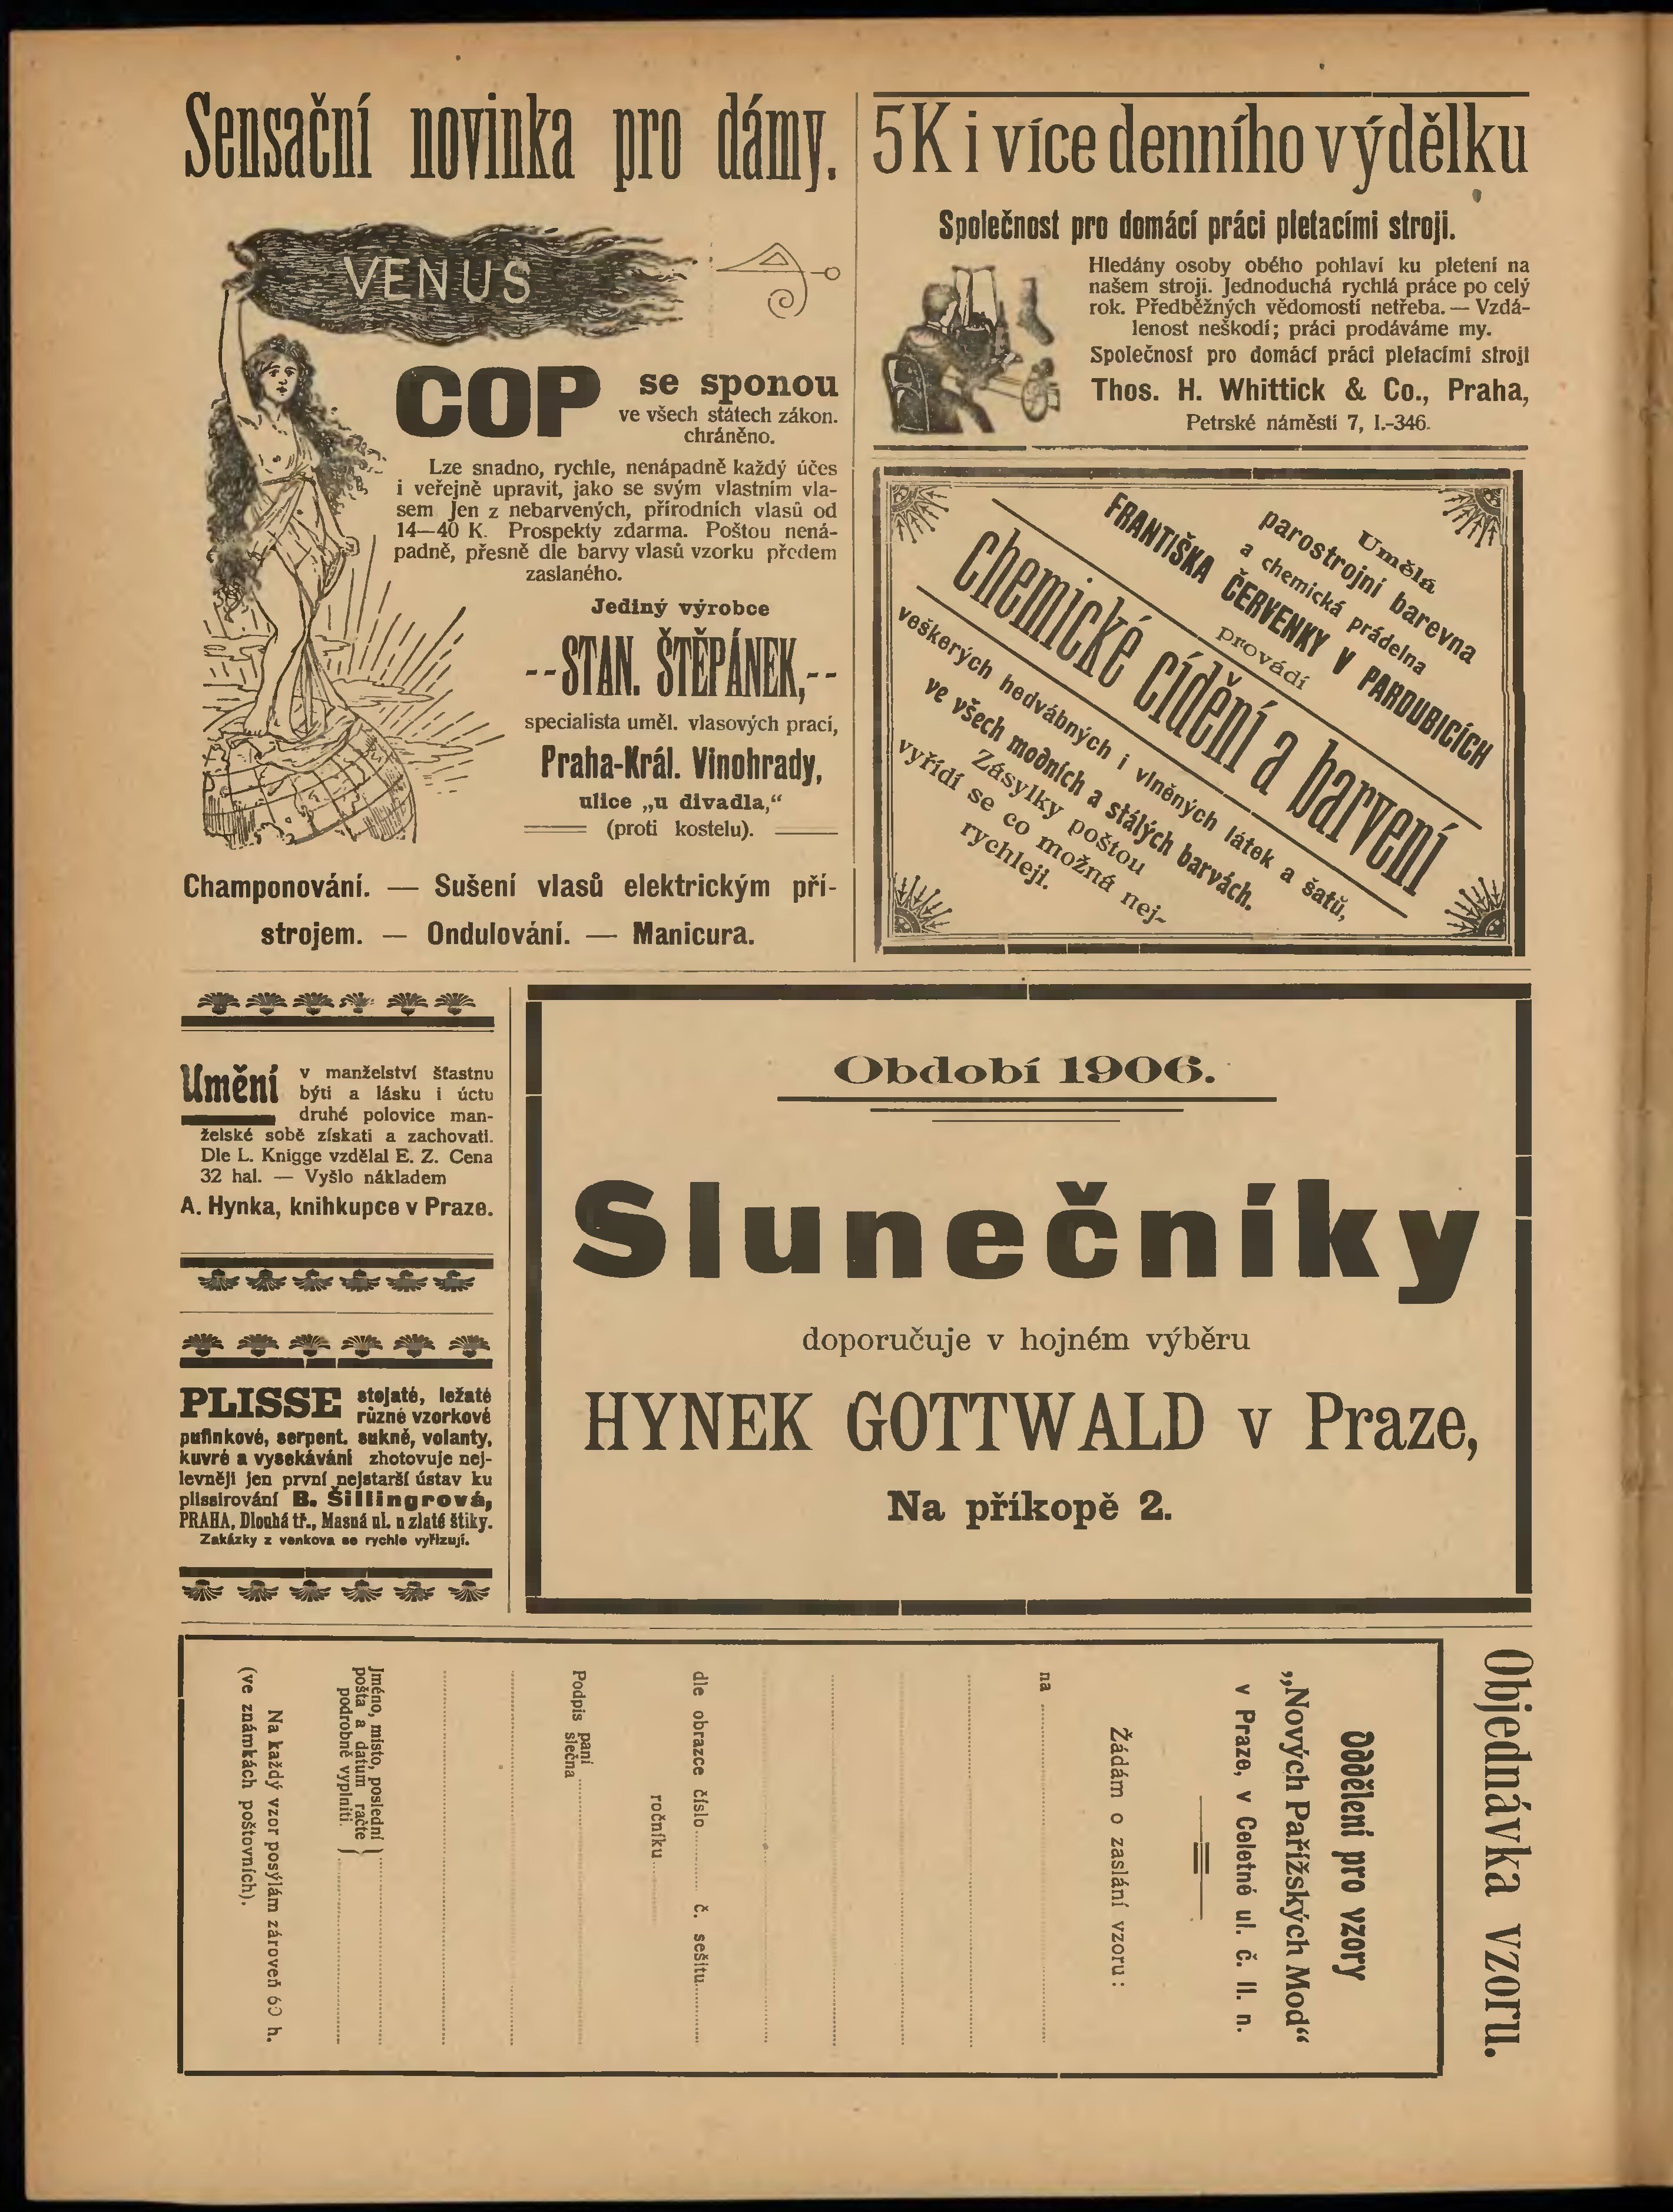 Sensační novinka pro dámy.
VENUS
COP se sponou
ve všech státech zákon.
chráněno.
Lze snadno, rychle, nenápadně každý účes
i veřejně upravit, jako se svým vlastním vla-
sem Jen z nebarvených, přírodních vlasů od
14—40 K. Prospekty zdarma. Poštou nená-
padně, přesně dle barvy vlasů vzorku předem
zaslaného.
Jediný výrobce
--STAN. ŠTĚPÁNEK,--
specialista uměl. vlasových prací,
Praha-Král. Vinohrady,
ulice „u divadla,“
(proti kostelu).
Champonování. — Sušení vlasů elektrickým pří-
strojem. — Ondulování. — Manicura.
5K i více denního výdělku
Společnost pro domácí práci pletacími stroji.
Hledány osoby obého pohlaví ku pletení na
našem stroji. Jednoduchá rychlá práce po celý
rok. Předběžných vědomostí netřeba. — Vzdá-
lenost neškodí; práci prodáváme my.
Společnost pro domácí práci pletacími stroji
Thos. H. Whittick & Co., Praha,
Petrské náměstí 7, I.-346.
Umělá
parostrojní barevna
a chemická prádelna
FRANTIŠKA ČERVENKY V PARDUBICÍCH
provádí
chemické cídění a barvení
veškerých hedvábných i vlněných látek a šatů,
ve všech modních a stálých barvách.
Zásylky poštou
vyřídí se co možná nej-
rychleji.
Umění v manželství šťastnu
býti a lásku i úctu
druhé polovice man-
želské sobě získati a zachovati.
Dle L. Knigge vzdělal E. Z. Cena
32 hal. — Vyšlo nákladem
A. Hynka, knihkupce v Praze.
PLISSE stojaté, ležaté
různé vzorkové
pufinkové, serpent. sukně, volanty,
kuvré a vysekávání zhotovuje nej-
levněji jen první nejstarší ústav ku
plissirování B. Šillingrová,
PRAHA, Dlouhá tř., Masná ul. u zlaté štiky.
Zakázky z venkova se rychle vyřizují.
Období 1906.
Slunečníky
doporučuje v hojném výběru
HYNEK GOTTWALD v Praze,
Na příkopě 2.
Objednávka vzoru.
Oddělení pro vzory
„Nových Pařížských Mod“
v Praze, v Celetné ul. č. 11. n.
Žádám o zaslání vzoru:
na
dle obrazce číslo č. sešitu
ročníku
Podpis paní
slečna
Jméno, místo, poslední
pošta a datum račte
podrobně vyplniti.
Na každý vzor posýlám zároveň 60 h.
(ve známkách poštovních).